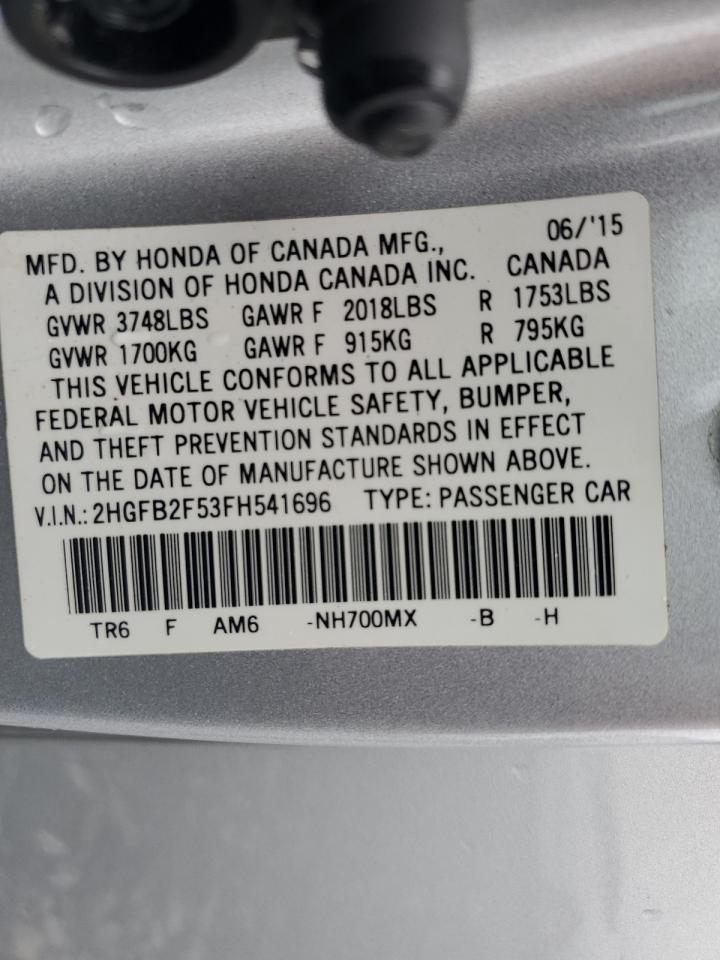 06/'15
MFD. BY HONDA OF CANADA MFG.,
A DIVISION OF HONDA CANADA INC. CANADA
GVWR 3748LBS GAWR F 2018LBS R 1753LBS
GVWR 1700KG GAWR F 915KG R 795KG
THIS VEHICLE CONFORMS TO ALL APPLICABLE
FEDERAL MOTOR VEHICLE SAFETY, BUMPER,
AND THEFT PREVENTION STANDARDS IN EFFECT
ON THE DATE OF MANUFACTURE SHOWN ABOVE.
V.I.N.: 2HGFB2F53FH541696 TYPE: PASSENGER CAR
TR6 F AM6 -NH700MX -B -H